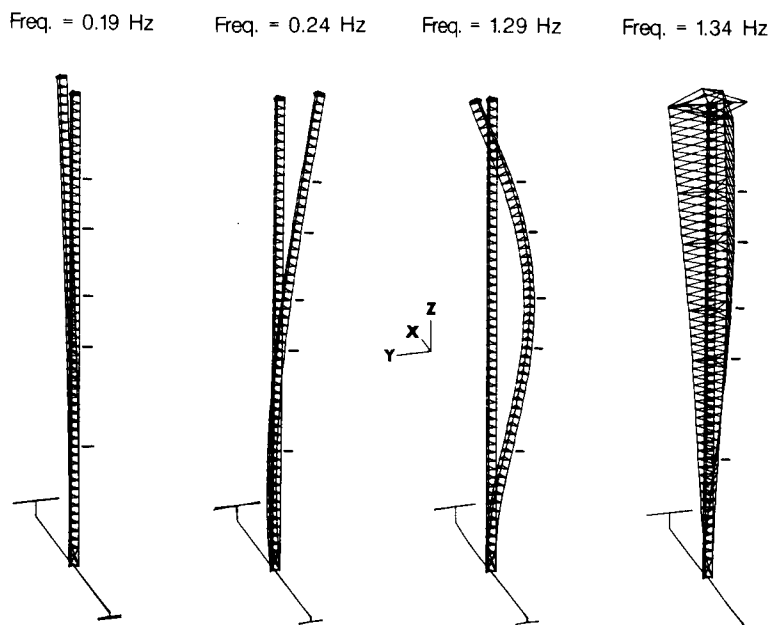 Freq. = 0.19 Hz
Freq. = 0.24 Hz
Freq. = 1.29 Hz
Freq. = 1.34 Hz
Z
X
Y